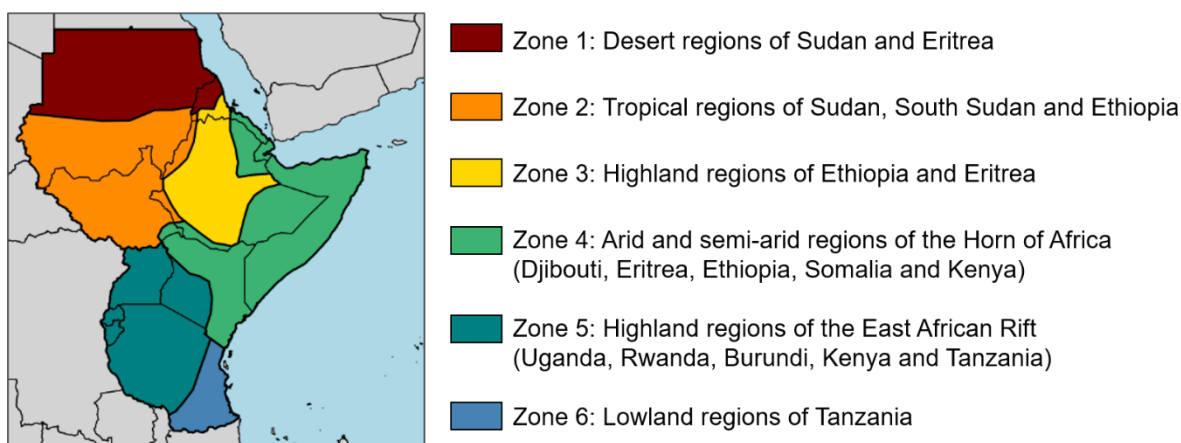 Zone 1: Desert regions of Sudan and Eritrea
Zone 2: Tropical regions of Sudan, South Sudan and Ethiopia
Zone 3: Highland regions of Ethiopia and Eritrea
Zone 4: Arid and semi-arid regions of the Horn of Africa
(Djibouti, Eritrea, Ethiopia, Somalia and Kenya)
Zone 5: Highland regions of the East African Rift
(Uganda, Rwanda, Burundi, Kenya and Tanzania)
Zone 6: Lowland regions of Tanzania